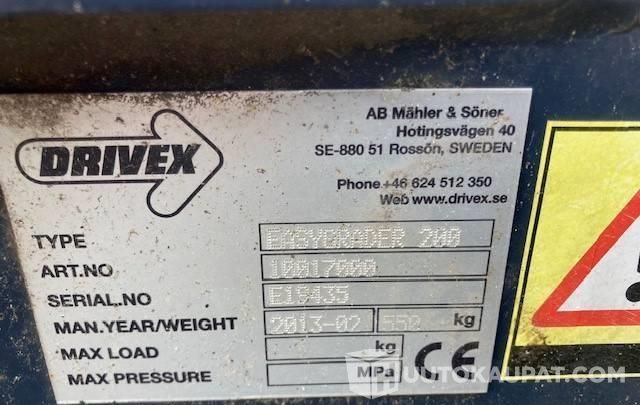 DRIVEX
AB Mähler & Söner
Hotingsvägen 40
SE-880 51 Rossön, SWEDEN
Phone +46 624 512 350
Web www.drivex.se
TYPE EASYGRADER 200
ART.NO 10017000
SERIAL.NO E18435
MAN.YEAR/WEIGHT 2013-02 550 kg
MAX LOAD kg
MAX PRESSURE MPa CE
UUTOKAUPAT.COM